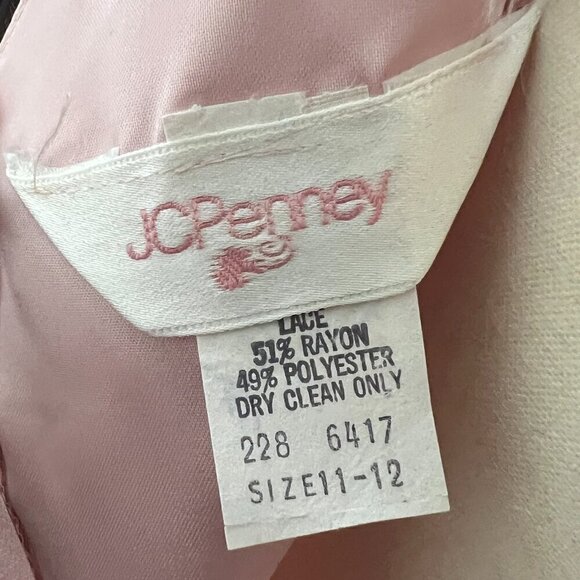 JCPenney
LACE
51% RAYON
49% POLYESTER
DRY CLEAN ONLY
228 6417
SIZE11-12